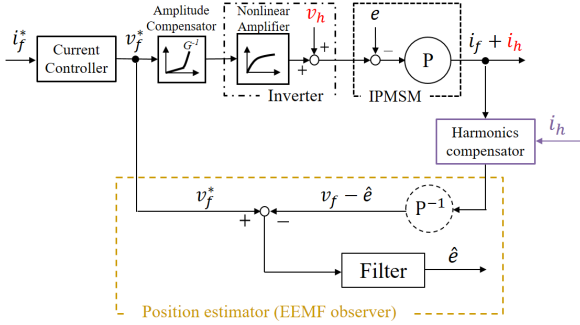 Amplitude
Compensator
Nonlinear
Amplifier
v_h
e
i_f^*
v_f^*
G^{-1}
+
+
−
Current
Controller
P
i_f + i_h
Inverter
IPMSM
Harmonics
compensator
i_h
v_f^*
v_f − ê
P^{-1}
+
−
Filter
ê
Position estimator (EEMF observer)